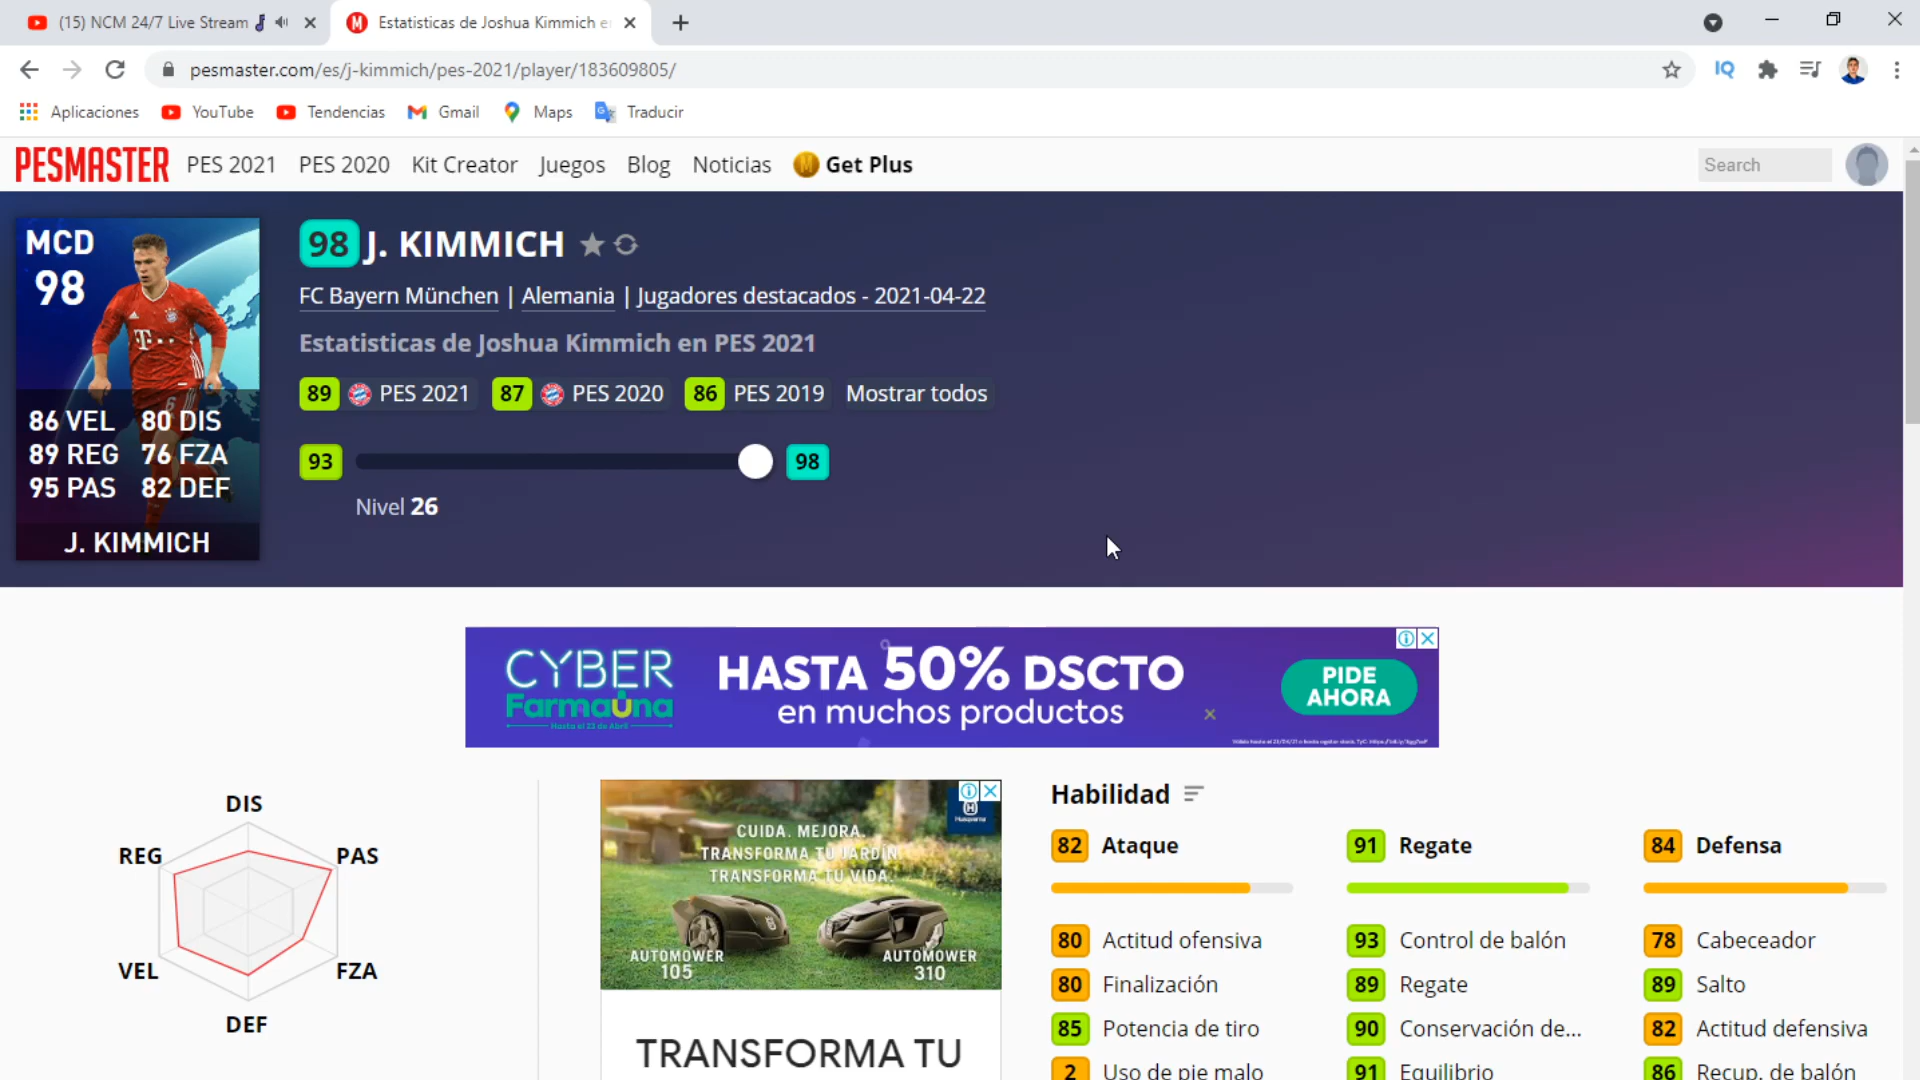 (15) NCM 24/7 Live Stream
Estatisticas de Joshua Kimmich e
pesmaster.com/es/j-kimmich/pes-2021/player/183609805/
IQ
Aplicaciones
YouTube
Tendencias
Gmail
Maps
Traducir
PESMASTER
PES 2021
PES 2020
Kit Creator
Juegos
Blog
Noticias
Get Plus
Search
MCD
98
86 VEL 80 DIS
89 REG 76 FZA
95 PAS 82 DEF
J. KIMMICH
98 J. KIMMICH
FC Bayern München | Alemania | Jugadores destacados - 2021-04-22
Estatisticas de Joshua Kimmich en PES 2021
89 PES 2021 87 PES 2020 86 PES 2019 Mostrar todos
93 98
Nivel 26
CYBER
Farmauna
Hasta el 23 de Abril
HASTA 50% DSCTO
en muchos productos
PIDE
AHORA
DIS
REG
PAS
VEL
FZA
DEF
CUIDA. MEJORA.
TRANSFORMA TU JARDÍN.
TRANSFORMA TU VIDA.
Husqvarna
AUTOMOWER
105
AUTOMOWER
310
TRANSFORMA TU
Habilidad
82 Ataque
80 Actitud ofensiva
80 Finalización
85 Potencia de tiro
2 Uso de pie malo
91 Regate
93 Control de balón
89 Regate
90 Conservación de...
91 Equilibrio
84 Defensa
78 Cabeceador
89 Salto
82 Actitud defensiva
86 Recup. de balón